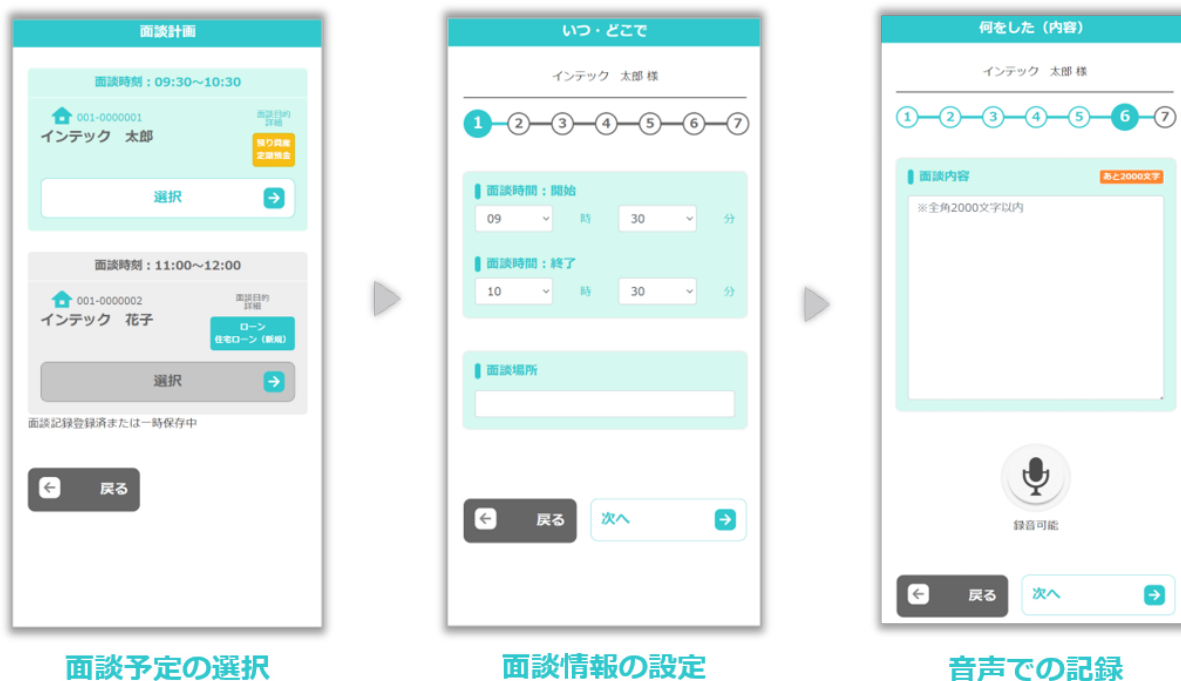 面談計画
面談時刻：09:30～10:30
001-0000001
インテック 太郎
面談目的
詳細
預り資産
定期預金
選択
面談時刻：11:00～12:00
001-0000002
インテック 花子
面談目的
詳細
ローン
住宅ローン（新規）
選択
面談記録登録済または一時保存中
戻る
面談予定の選択
いつ・どこで
インテック 太郎 様
1 2 3 4 5 6 7
面談時間：開始
09 時 30 分
面談時間：終了
10 時 30 分
面談場所
戻る 次へ
面談情報の設定
何をした（内容）
インテック 太郎 様
1 2 3 4 5 6 7
面談内容 あと2000文字
※全角2000文字以内
録音可能
戻る 次へ
音声での記録